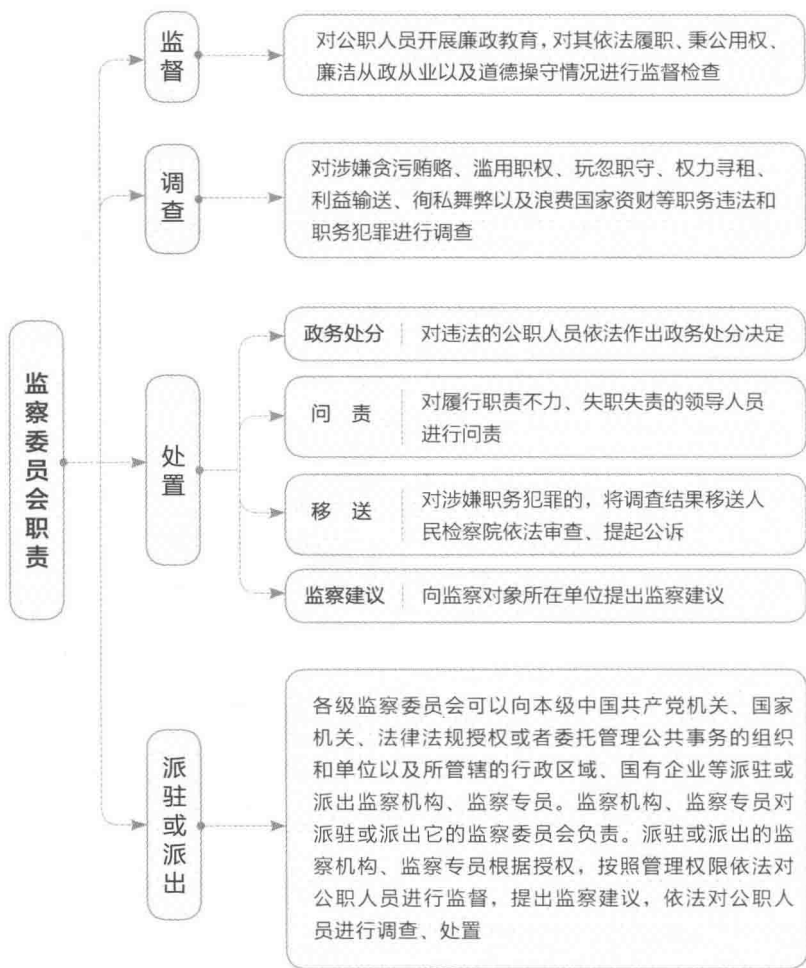 监察委员会职责
监督
对公职人员开展廉政教育，对其依法履职、秉公用权、
廉洁从政从业以及道德操守情况进行监督检查
调查
对涉嫌贪污贿赂、滥用职权、玩忽职守、权力寻租、
利益输送、徇私舞弊以及浪费国家资财等职务违法和
职务犯罪进行调查
处置
政务处分 对违法的公职人员依法作出政务处分决定
问责 对履行职责不力、失职失责的领导人员
进行问责
移送 对涉嫌职务犯罪的，将调查结果移送人
民检察院依法审查、提起公诉
监察建议 向监察对象所在单位提出监察建议
派驻或派出
各级监察委员会可以向本级中国共产党机关、国家
机关、法律法规授权或者委托管理公共事务的组织
和单位以及所管辖的行政区域、国有企业等派驻或
派出监察机构、监察专员。监察机构、监察专员对
派驻或派出它的监察委员会负责。派驻或派出的监
察机构、监察专员根据授权，按照管理权限依法对
公职人员进行监督，提出监察建议，依法对公职人
员进行调查、处置